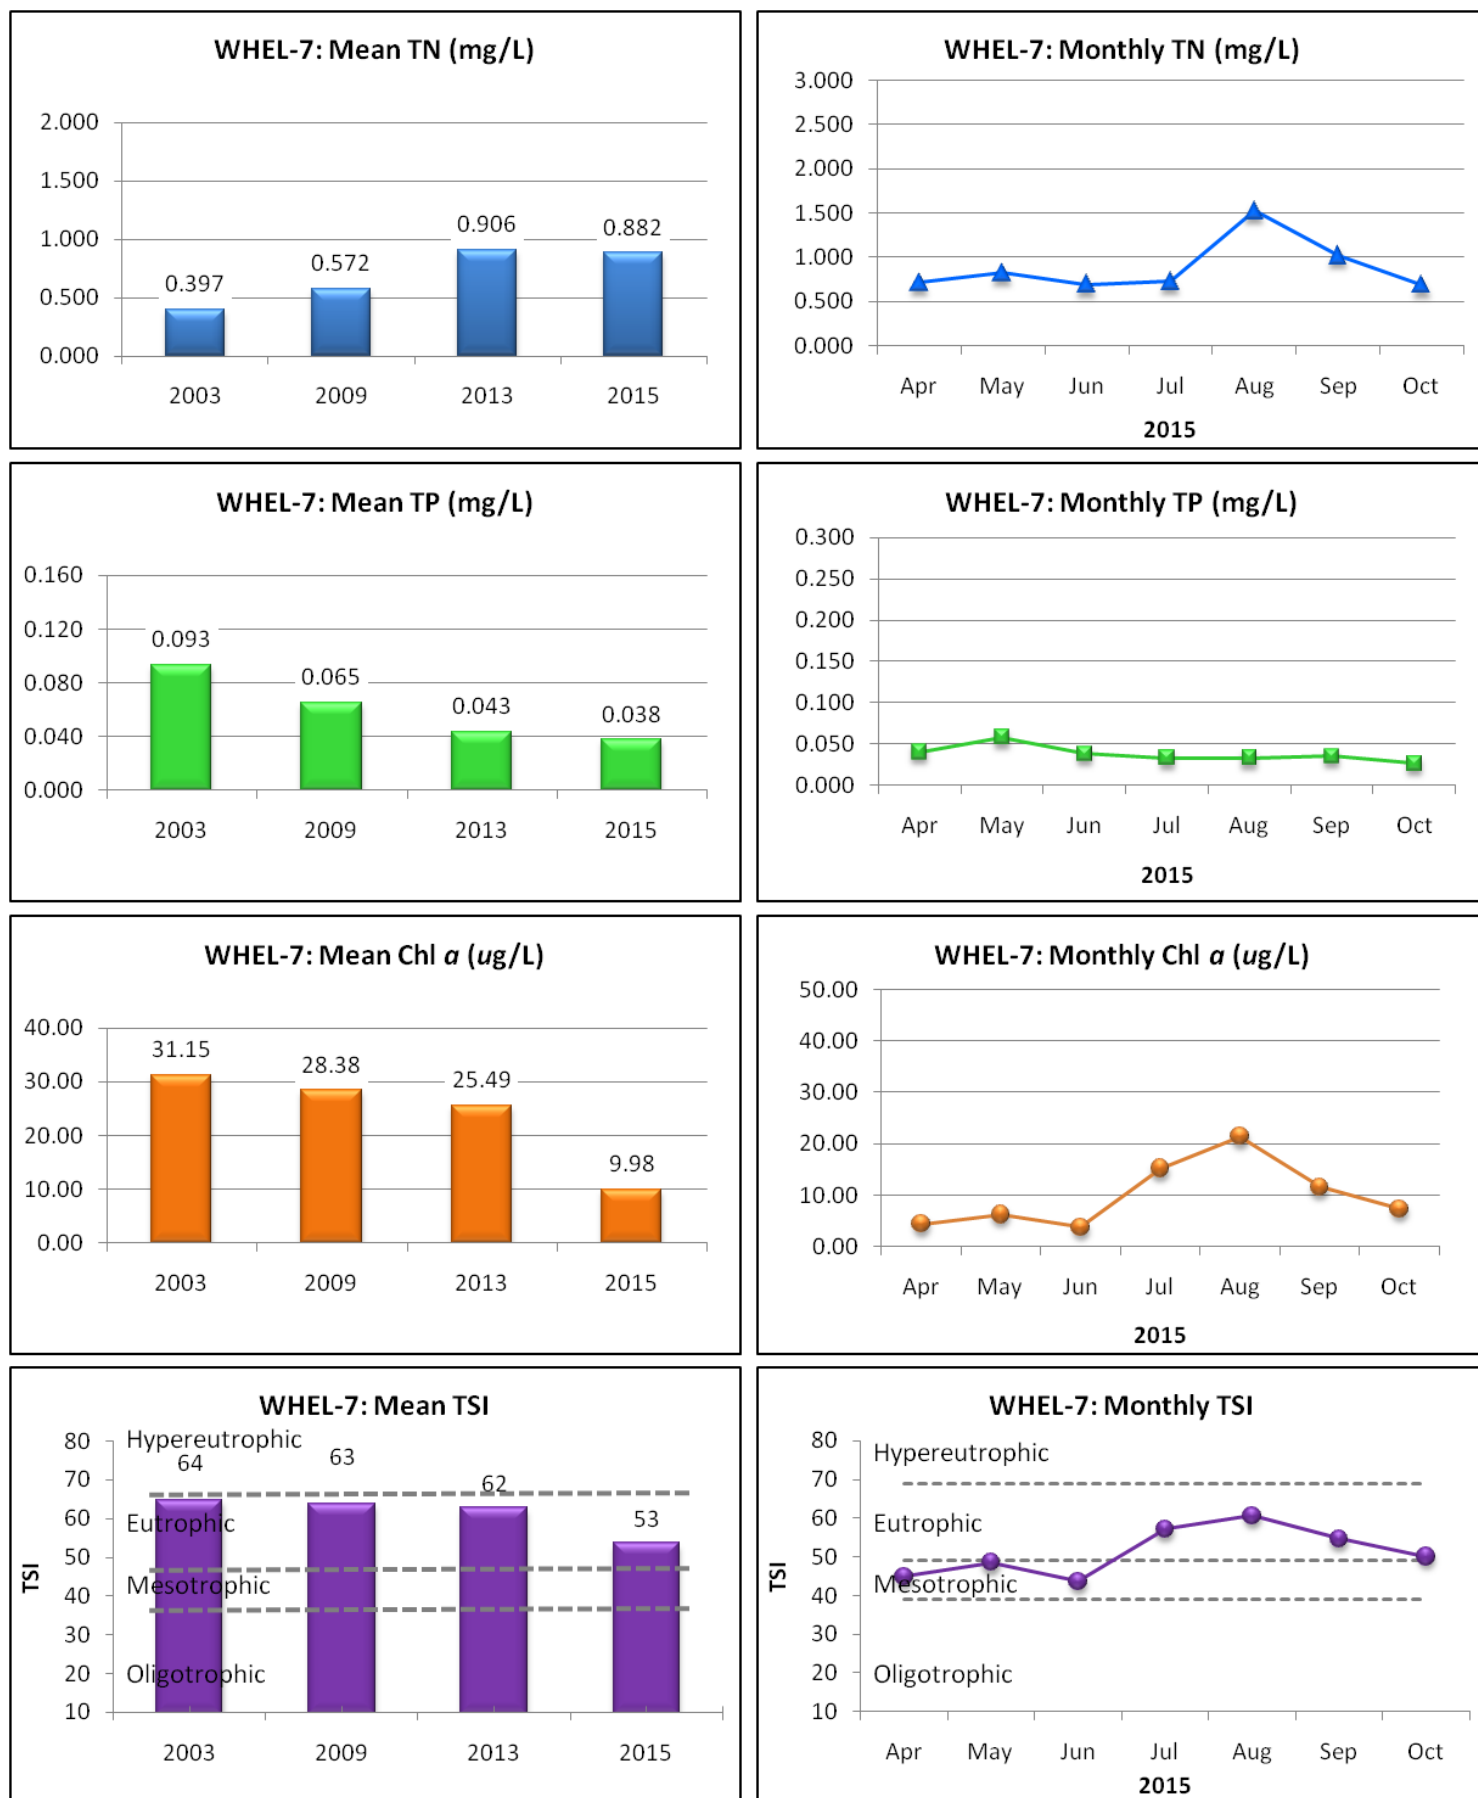 WHEL-7: Mean TN (mg/L)
2.000
1.500
1.000
0.500
0.000
0.397
0.572
0.906
0.882
2003 2009 2013 2015
WHEL-7: Monthly TN (mg/L)
3.000
2.500
2.000
1.500
1.000
0.500
0.000
Apr May Jun Jul Aug Sep Oct
2015
WHEL-7: Mean TP (mg/L)
0.160
0.120
0.080
0.040
0.000
0.093
0.065
0.043
0.038
2003 2009 2013 2015
WHEL-7: Monthly TP (mg/L)
0.300
0.250
0.200
0.150
0.100
0.050
0.000
Apr May Jun Jul Aug Sep Oct
2015
WHEL-7: Mean Chl a (ug/L)
40.00
30.00
20.00
10.00
0.00
31.15
28.38
25.49
9.98
2003 2009 2013 2015
WHEL-7: Monthly Chl a (ug/L)
50.00
40.00
30.00
20.00
10.00
0.00
Apr May Jun Jul Aug Sep Oct
2015
WHEL-7: Mean TSI
TSI
80
70
60
50
40
30
20
10
Hypereutrophic
64
63
62
53
Eutrophic
Mesotrophic
Oligotrophic
2003 2009 2013 2015
WHEL-7: Monthly TSI
TSI
80
70
60
50
40
30
20
10
Hypereutrophic
Eutrophic
Mesotrophic
Oligotrophic
Apr May Jun Jul Aug Sep Oct
2015